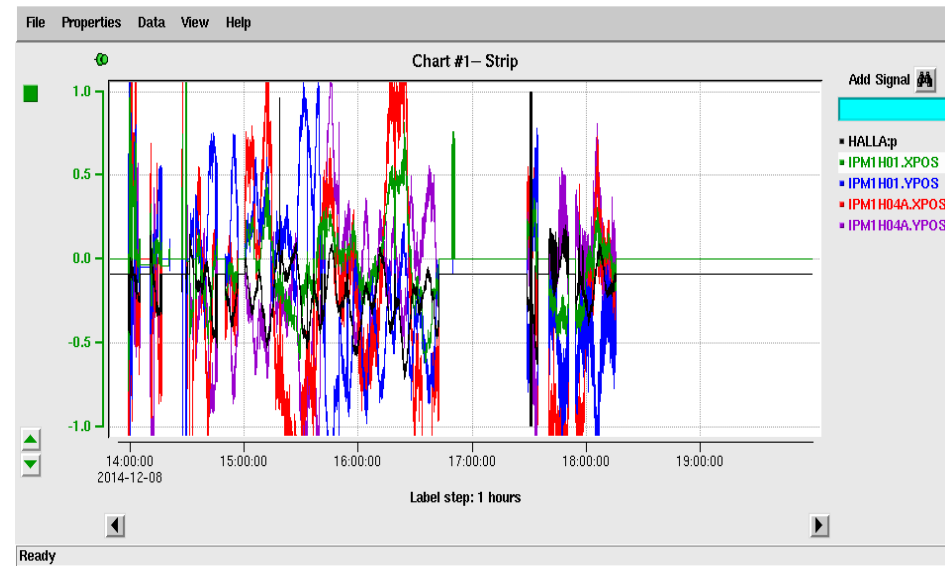 File Properties Data View Help
Chart #1– Strip
Add Signal
1.0
0.5
0.0
-0.5
-1.0
HALLA:p
IPM1H01.XPOS
IPM1H01.YPOS
IPM1H04A.XPOS
IPM1H04A.YPOS
14:00:00 15:00:00 16:00:00 17:00:00 18:00:00 19:00:00
2014-12-08
Label step: 1 hours
Ready